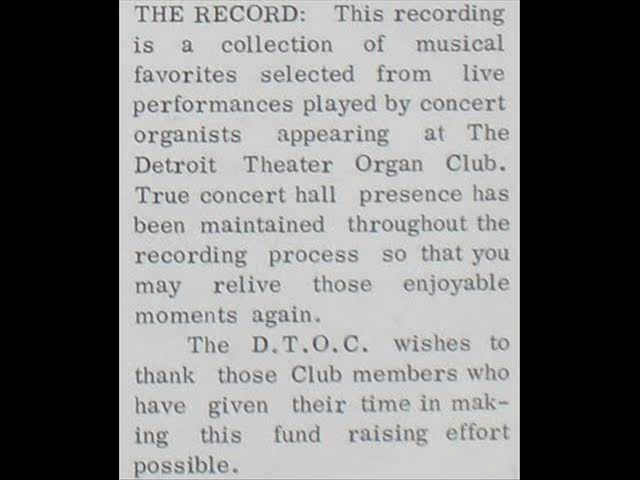 THE RECORD: This recording
is a collection of musical
favorites selected from live
performances played by concert
organists appearing at The
Detroit Theater Organ Club.
True concert hall presence has
been maintained throughout the
recording process so that you
may relive those enjoyable
moments again.
The D.T.O.C. wishes to
thank those Club members who
have given their time in mak-
ing this fund raising effort
possible.